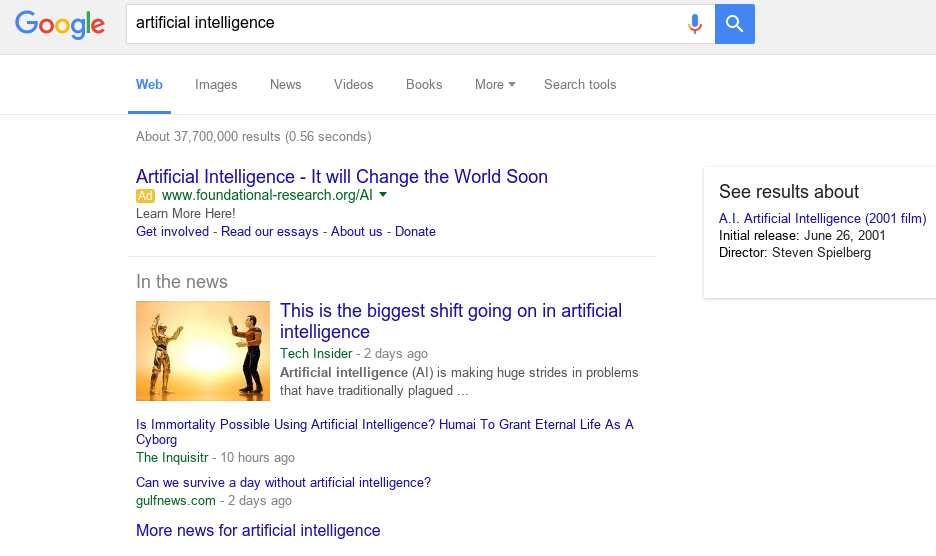 Google
artificial intelligence
Web Images News Videos Books More Search tools
About 37,700,000 results (0.56 seconds)
Artificial Intelligence - It will Change the World Soon
Ad www.foundational-research.org/AI
Learn More Here!
Get involved - Read our essays - About us - Donate
See results about
A.I. Artificial Intelligence (2001 film)
Initial release: June 26, 2001
Director: Steven Spielberg
In the news
This is the biggest shift going on in artificial
intelligence
Tech Insider - 2 days ago
Artificial intelligence (AI) is making huge strides in problems
that have traditionally plagued ...
Is Immortality Possible Using Artificial Intelligence? Humai To Grant Eternal Life As A
Cyborg
The Inquisitr - 10 hours ago
Can we survive a day without artificial intelligence?
gulfnews.com - 2 days ago
More news for artificial intelligence